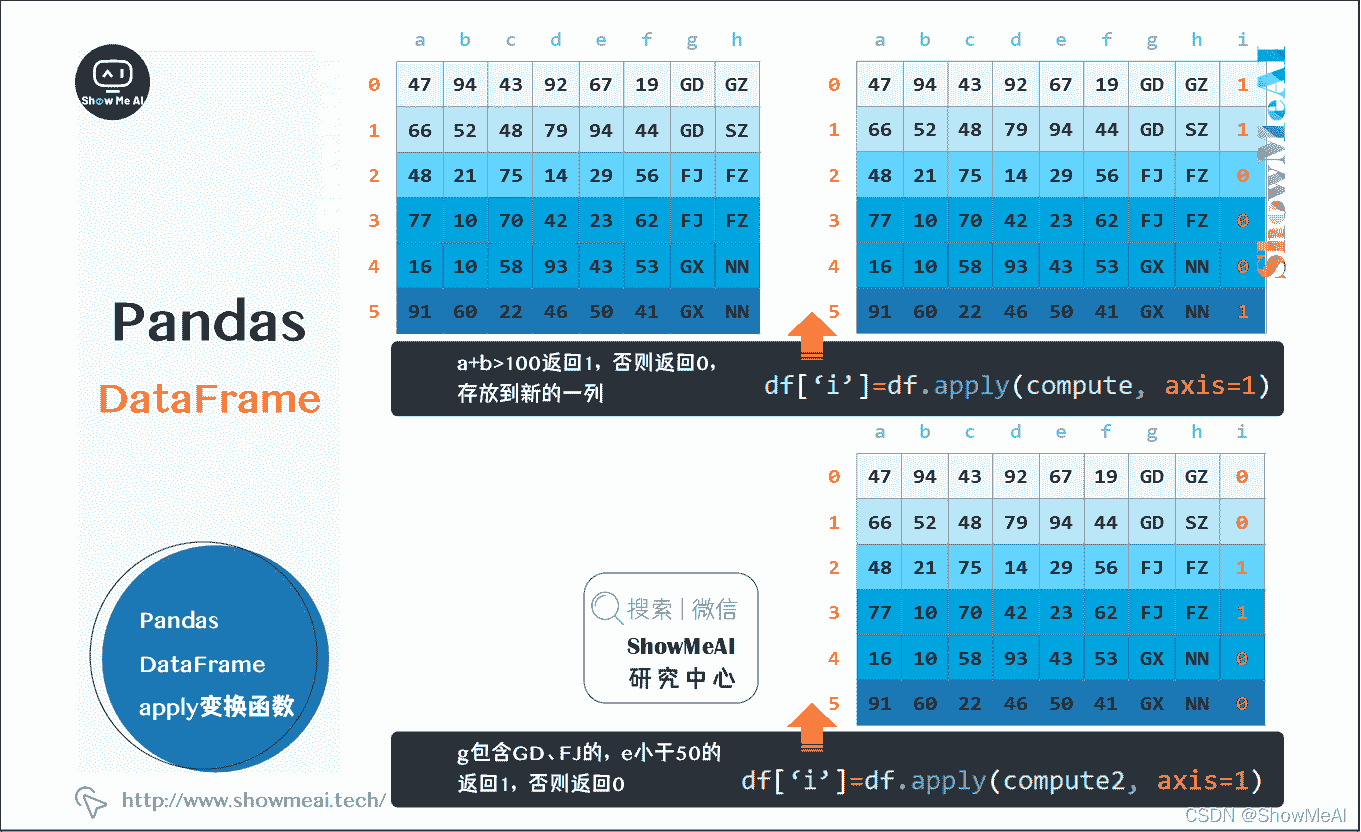 Show Me AI
Pandas
DataFrame
Pandas
DataFrame
apply变换函数
http://www.showmeai.tech/
a b c d e f g h
0 47 94 43 92 67 19 GD GZ
1 66 52 48 79 94 44 GD SZ
2 48 21 75 14 29 56 FJ FZ
3 77 10 70 42 23 62 FJ FZ
4 16 10 58 93 43 53 GX NN
5 91 60 22 46 50 41 GX NN
a b c d e f g h i
0 47 94 43 92 67 19 GD GZ 1
1 66 52 48 79 94 44 GD SZ 1
2 48 21 75 14 29 56 FJ FZ 0
3 77 10 70 42 23 62 FJ FZ 0
4 16 10 58 93 43 53 GX NN 0
5 91 60 22 46 50 41 GX NN 1
ShowMeAI
a+b>100返回1，否则返回0，
存放到新的一列
df[‘i’]=df.apply(compute, axis=1)
a b c d e f g h i
0 47 94 43 92 67 19 GD GZ 0
1 66 52 48 79 94 44 GD SZ 0
2 48 21 75 14 29 56 FJ FZ 1
3 77 10 70 42 23 62 FJ FZ 1
4 16 10 58 93 43 53 GX NN 0
5 91 60 22 46 50 41 GX NN 0
搜索 | 微信
ShowMeAI
研究中心
g包含GD、FJ的，e小于50的
返回1，否则返回0
df[‘i’]=df.apply(compute2, axis=1)
CSDN @ShowMeAI